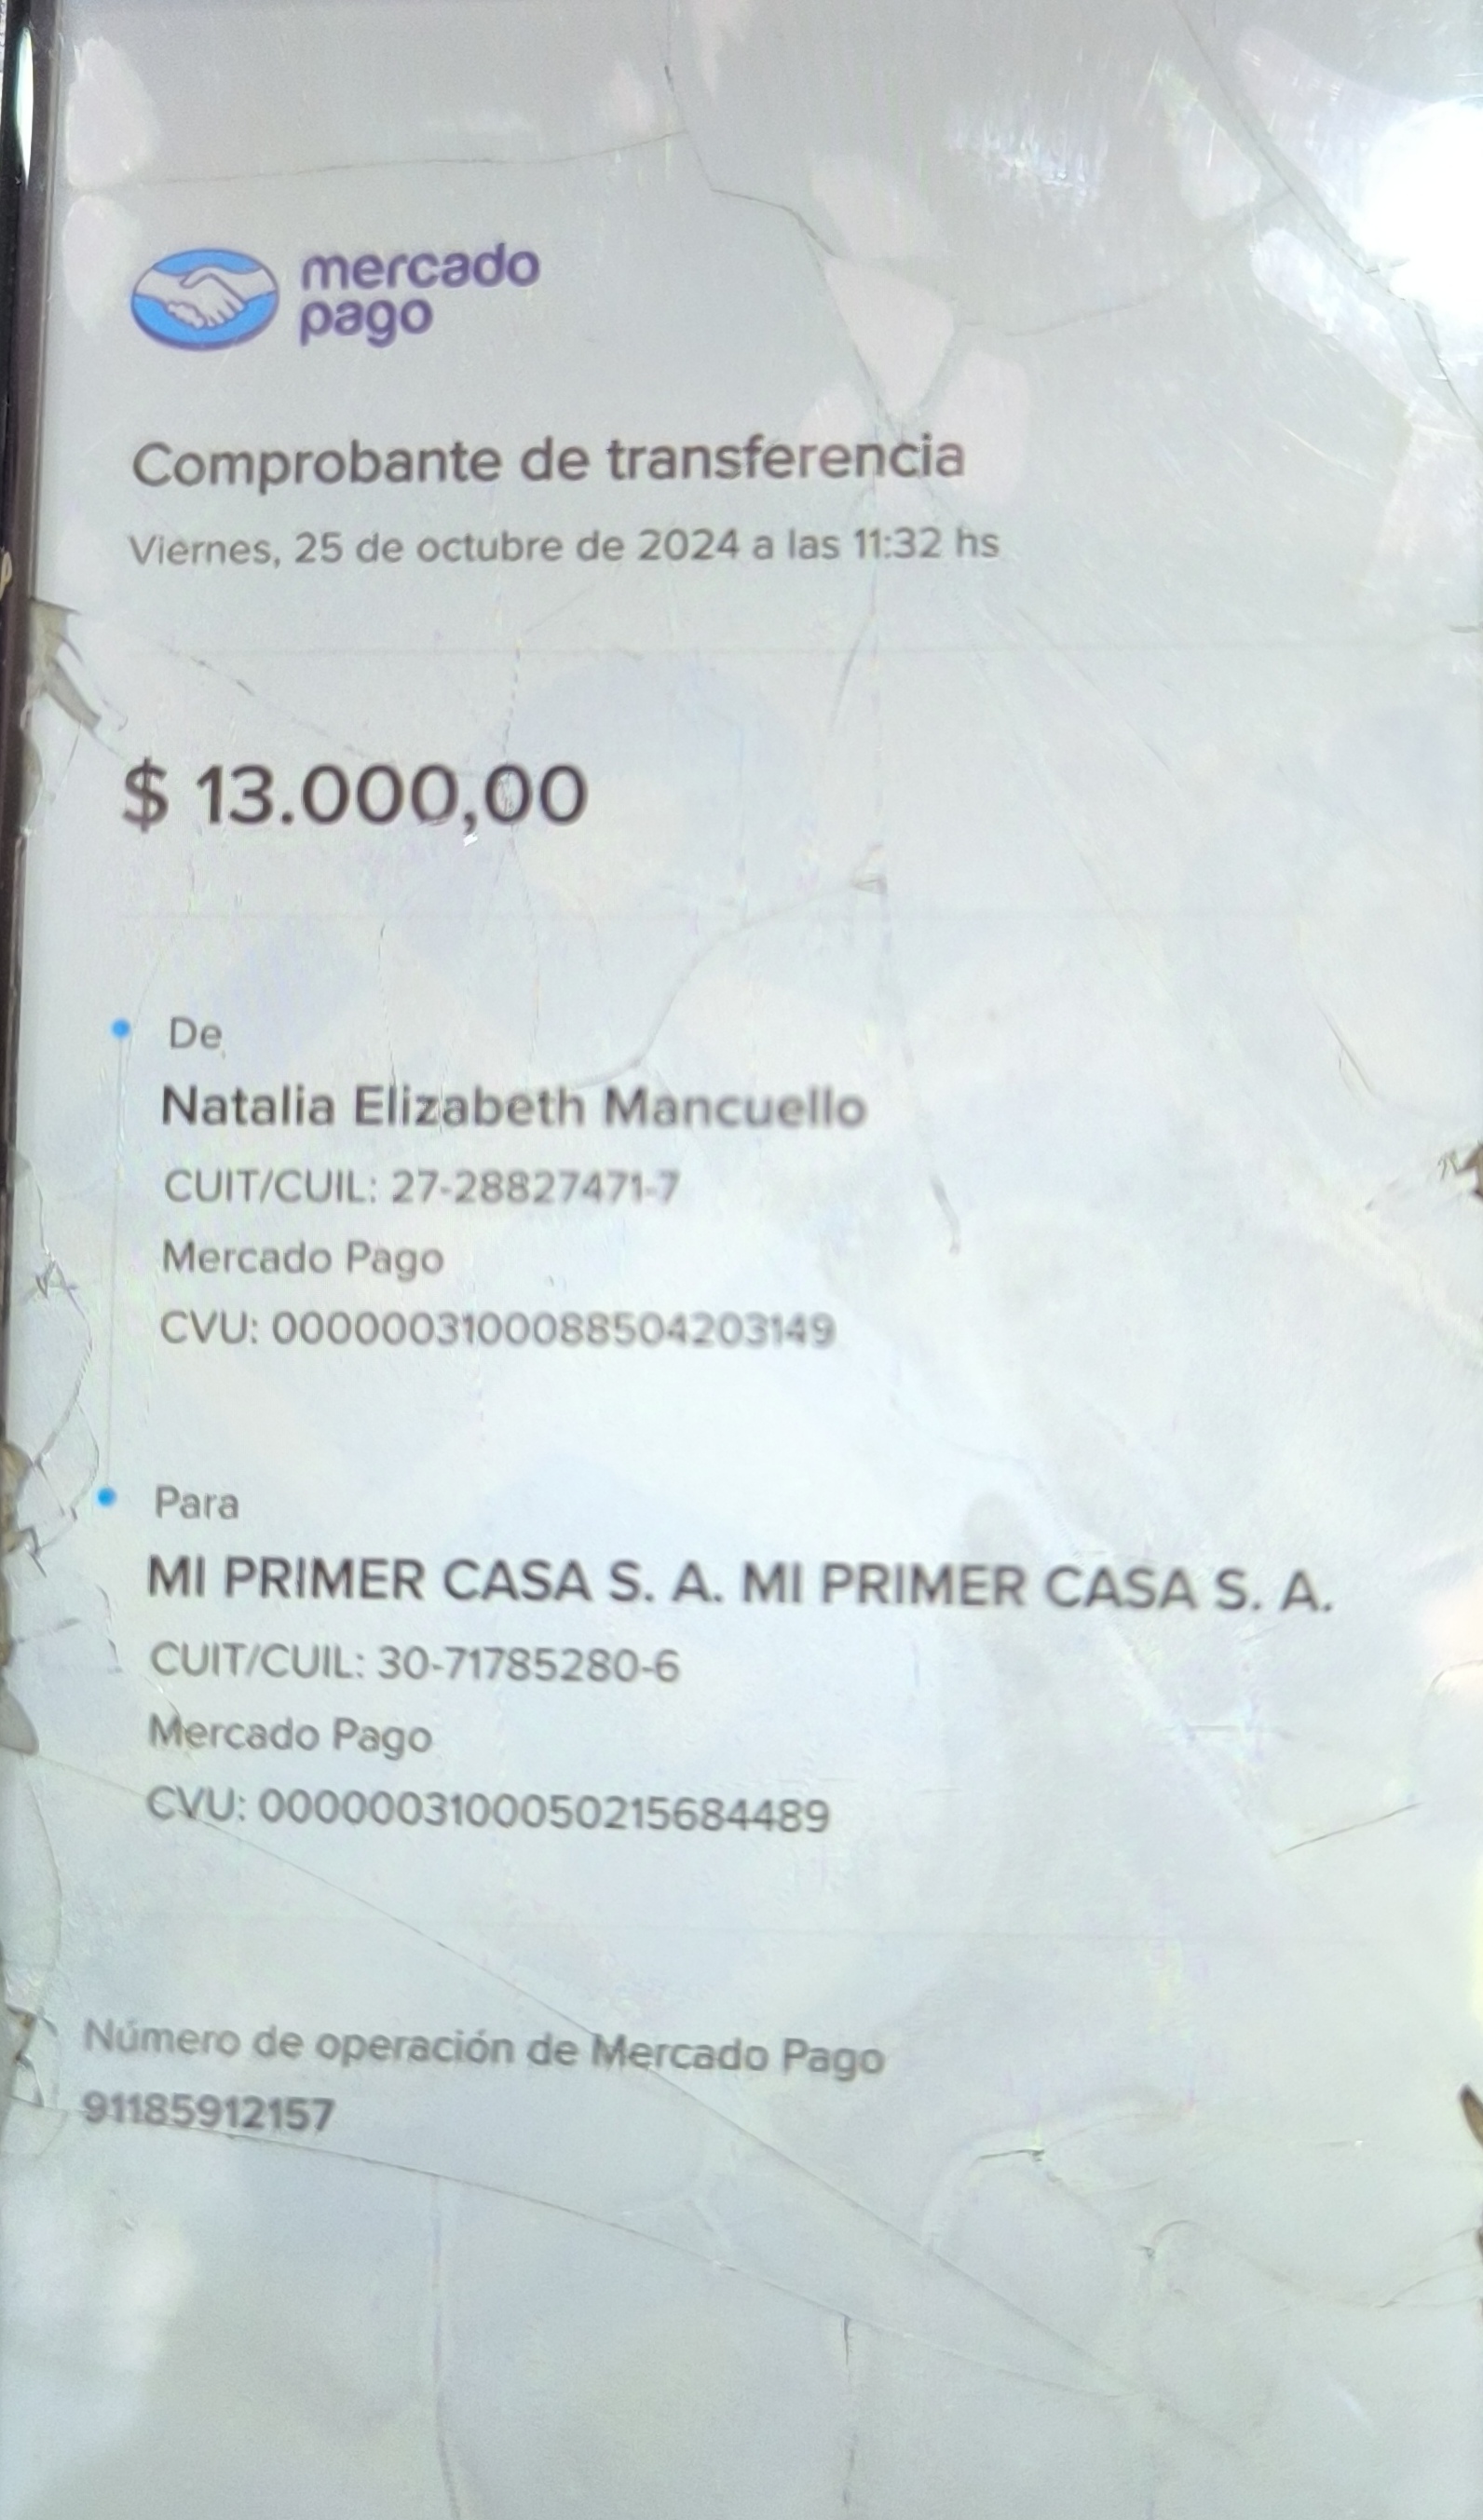 mercado
pago
Comprobante de transferencia
Viernes, 25 de octubre de 2024 a las 11:32 hs
$ 13.000,00
De
Natalia Elizabeth Mancuello
CUIT/CUIL: 27-28827471-7
Mercado Pago
CVU: 0000003100088504203149
Para
MI PRIMER CASA S. A. MI PRIMER CASA S. A.
CUIT/CUIL: 30-71785280-6
Mercado Pago
CVU: 0000003100050215684489
Número de operación de Mercado Pago
91185912157